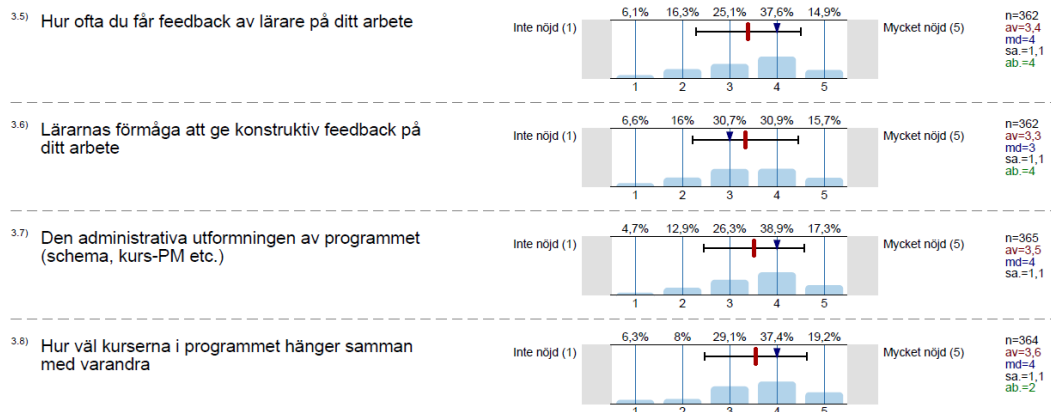 3.5) Hur ofta du får feedback av lärare på ditt arbete
6,1% 16,3% 25,1% 37,6% 14,9%
Inte nöjd (1) Mycket nöjd (5)
1 2 3 4 5
n=362
av=3,4
md=4
sa.=1,1
ab.=4
3.6) Lärarnas förmåga att ge konstruktiv feedback på
ditt arbete
6,6% 16% 30,7% 30,9% 15,7%
Inte nöjd (1) Mycket nöjd (5)
1 2 3 4 5
n=362
av=3,3
md=3
sa.=1,1
ab.=4
3.7) Den administrativa utformningen av programmet
(schema, kurs-PM etc.)
4,7% 12,9% 26,3% 38,9% 17,3%
Inte nöjd (1) Mycket nöjd (5)
1 2 3 4 5
n=365
av=3,5
md=4
sa.=1,1
3.8) Hur väl kurserna i programmet hänger samman
med varandra
6,3% 8% 29,1% 37,4% 19,2%
Inte nöjd (1) Mycket nöjd (5)
1 2 3 4 5
n=364
av=3,6
md=4
sa.=1,1
ab.=2